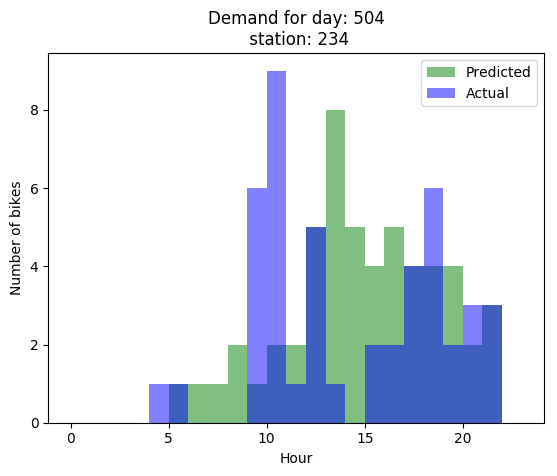 Demand for day: 504
station: 234
Predicted
Actual
Number of bikes
8
6
4
2
0
0 5 10 15 20
Hour